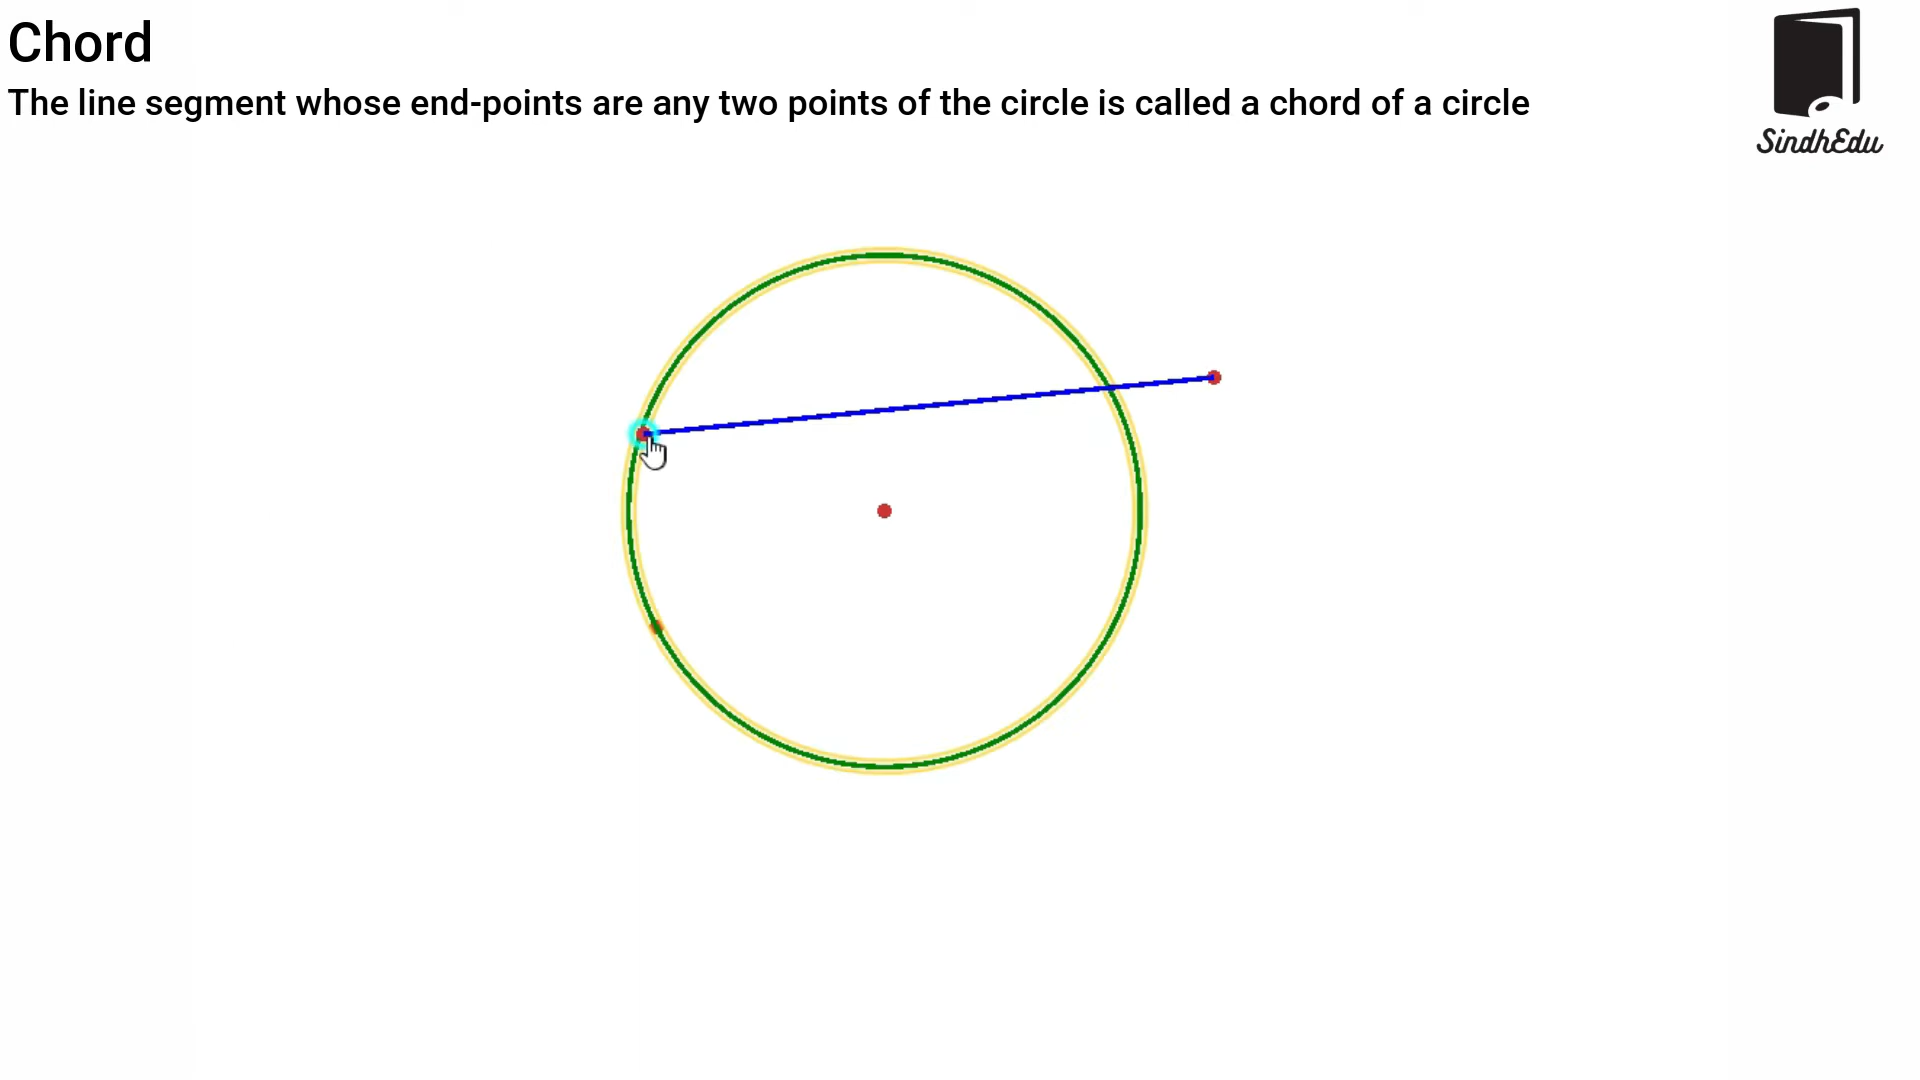 Chord
The line segment whose end-points are any two points of the circle is called a chord of a circle
SindhEdu